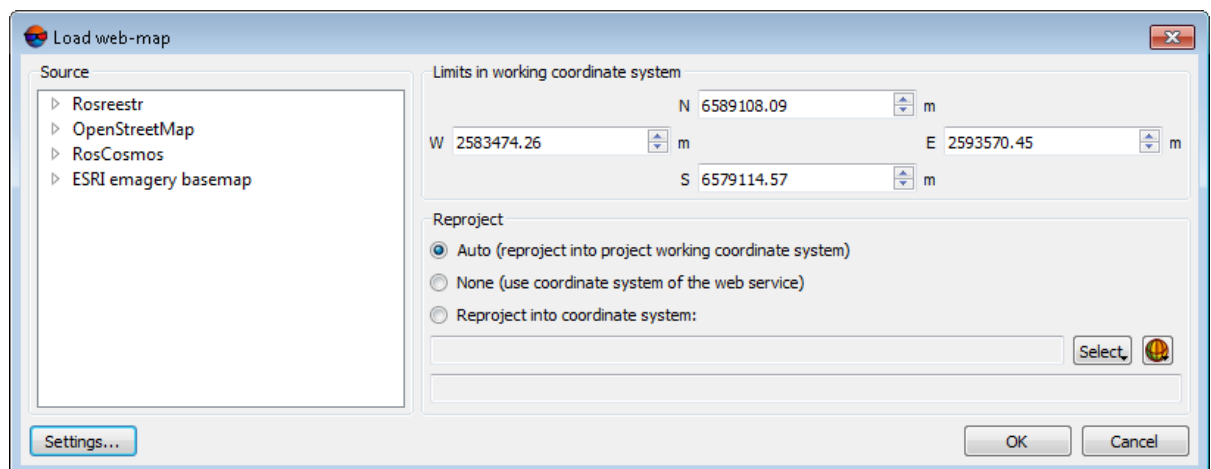 Load web-map
Source
Rosreestr
OpenStreetMap
RosCosmos
ESRI emagery basemap
Limits in working coordinate system
N 6589108.09 m
W 2583474.26 m E 2593570.45 m
S 6579114.57 m
Reproject
Auto (reproject into project working coordinate system)
None (use coordinate system of the web service)
Reproject into coordinate system:
Select
Settings... OK Cancel